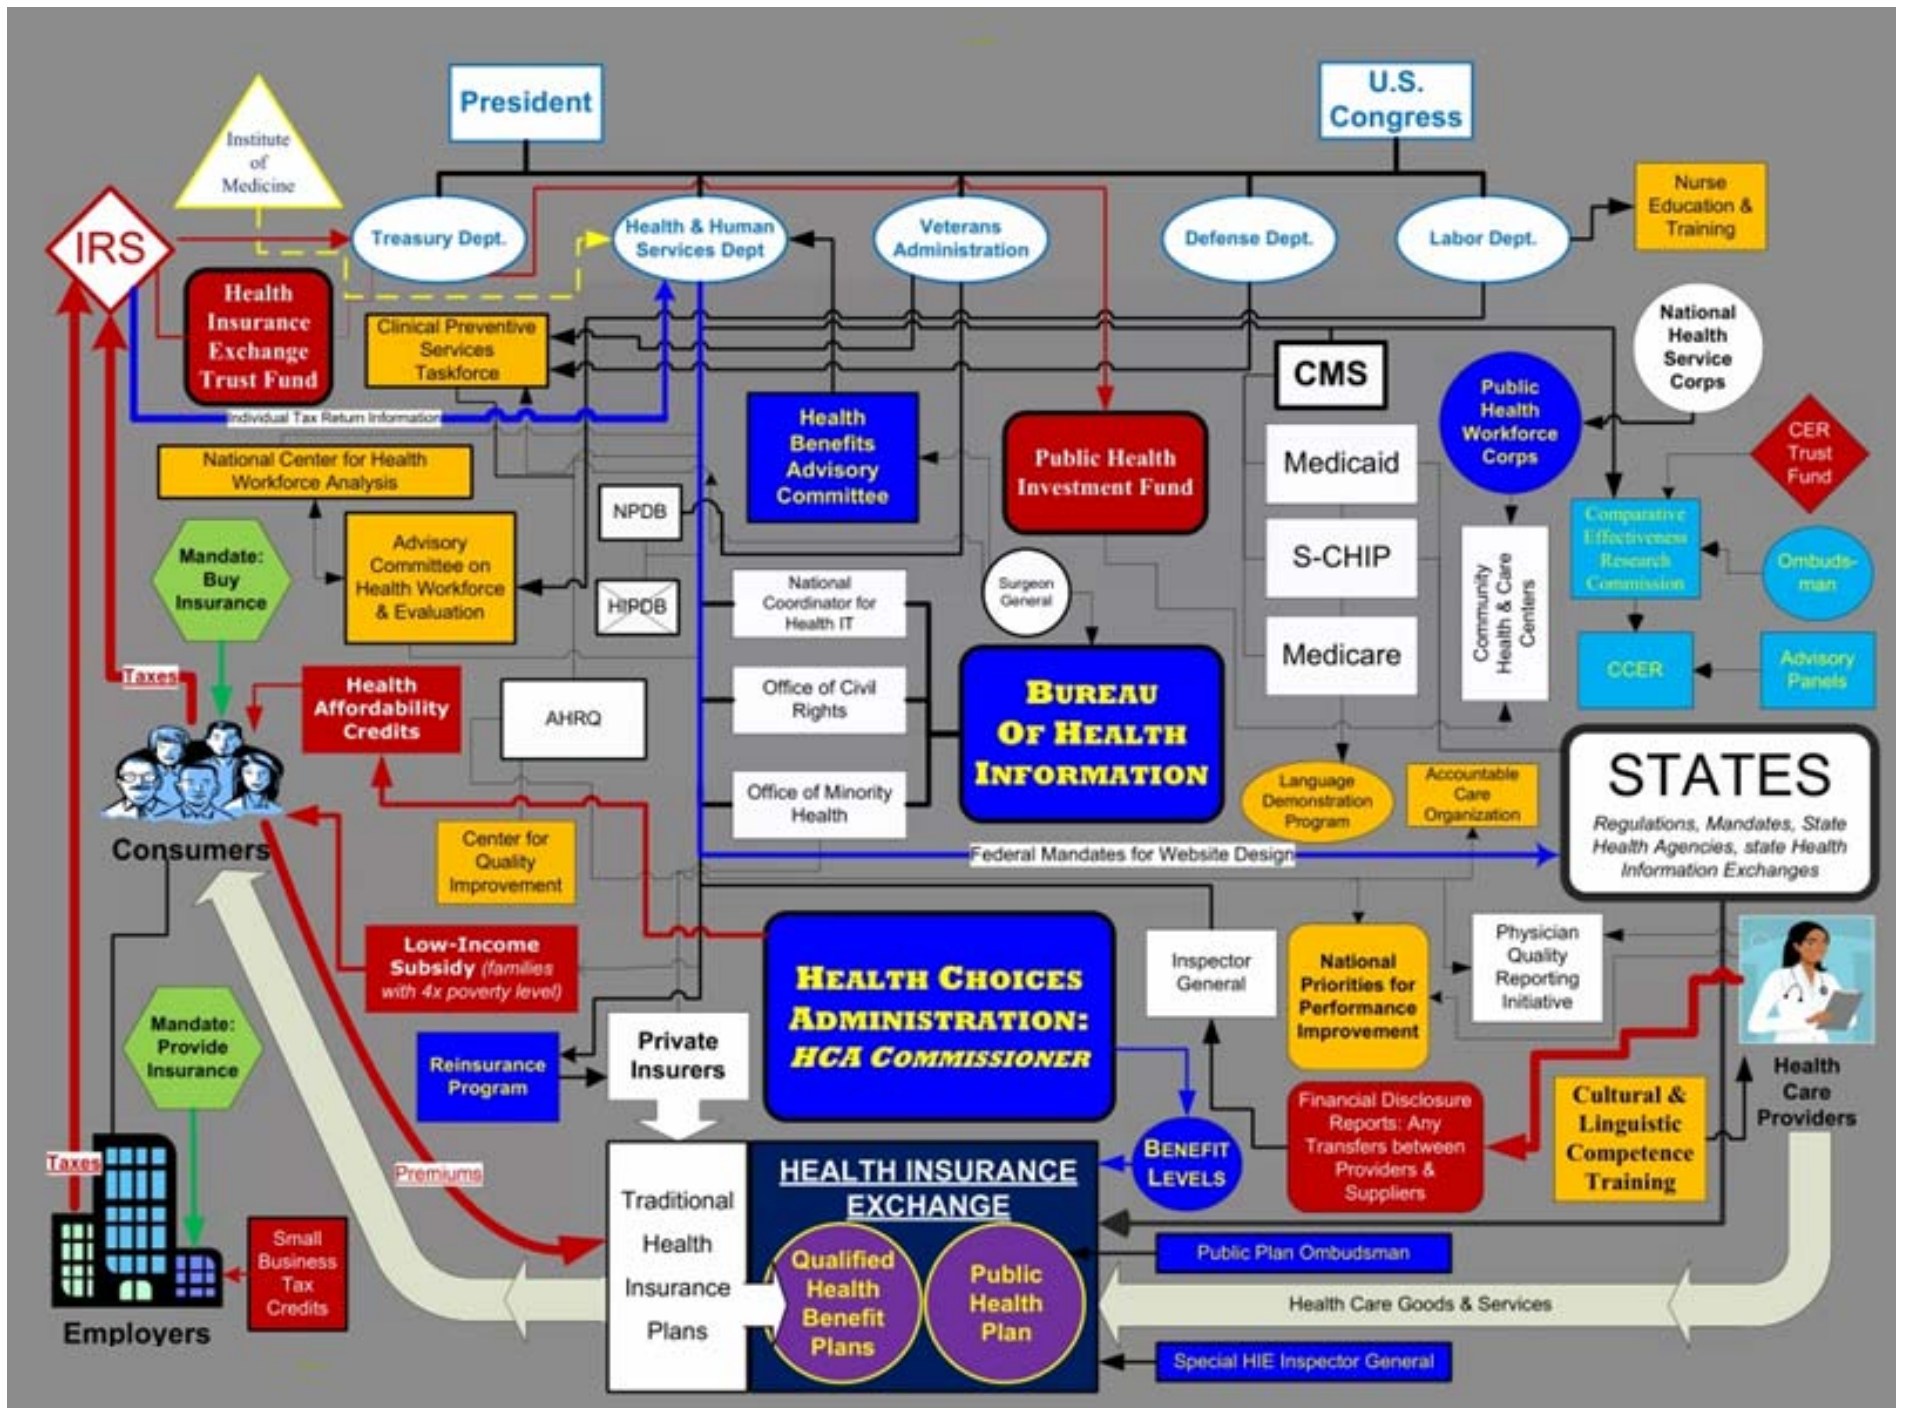 President
U.S.
Congress
Institute
of
Medicine
IRS
Treasury Dept.
Health & Human
Services Dept
Veterans
Administration
Defense Dept.
Labor Dept.
Nurse
Education &
Training
Health
Insurance
Exchange
Trust Fund
Clinical Preventive
Services
Taskforce
National
Health
Service
Corps
CMS
Public
Health
Workforce
Corps
Individual Tax Return Information
Health
Benefits
Advisory
Committee
Public Health
Investment Fund
CER
Trust
Fund
National Center for Health
Workforce Analysis
Medicaid
NPDB
Comparative
Effectiveness
Research
Commission
Mandate:
Buy
Insurance
Advisory
Committee on
Health Workforce
& Evaluation
S-CHIP
Ombuds-
man
HIPDB
National
Coordinator for
Health IT
Surgeon
General
Community
Health & Care
Centers
Medicare
CCER
Advisory
Panels
Taxes
Health
Affordability
Credits
AHRQ
Office of Civil
Rights
BUREAU
OF HEALTH
INFORMATION
Office of Minority
Health
Language
Demonstration
Program
Accountable
Care
Organization
STATES
Regulations, Mandates, State
Health Agencies, state Health
Information Exchanges
Consumers
Center for
Quality
Improvement
Federal Mandates for Website Design
Low-Income
Subsidy (families
with 4x poverty level)
HEALTH CHOICES
ADMINISTRATION:
HCA COMMISSIONER
Inspector
General
National
Priorities for
Performance
Improvement
Physician
Quality
Reporting
Initiative
Mandate:
Provide
Insurance
Reinsurance
Program
Private
Insurers
Health
Care
Providers
Financial Disclosure
Reports: Any
Transfers between
Providers &
Suppliers
Cultural &
Linguistic
Competence
Training
Taxes
Premiums
BENEFIT
LEVELS
Traditional
Health
Insurance
Plans
HEALTH INSURANCE
EXCHANGE
Qualified
Health
Benefit
Plans
Public
Health
Plan
Public Plan Ombudsman
Small
Business
Tax
Credits
Health Care Goods & Services
Employers
Special HIE Inspector General